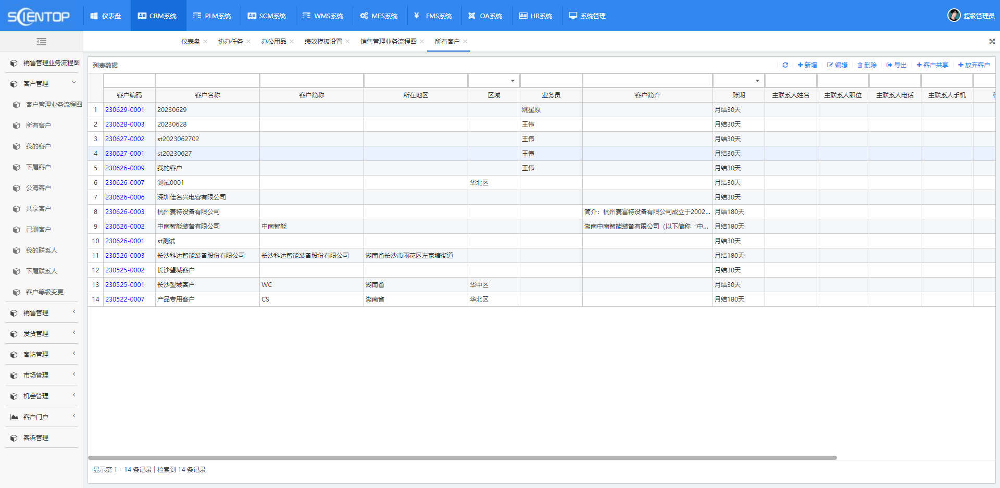 SCIENTOP
仪表盘 CRM系统 PLM系统 SCM系统 WMS系统 MES系统 FMS系统 OA系统 HR系统 系统管理 超级管理员
仪表盘 协办任务 办公用品 绩效模板设置 销售管理业务流程图 所有客户
销售管理业务流程图
客户管理
客户管理业务流程图
所有客户
我的客户
下属客户
公海客户
共享客户
已删客户
我的联系人
下属联系人
客户等级变更
销售管理
发货管理
客访管理
市场管理
机会管理
客户门户
客诉管理
列表数据 新增 编辑 删除 导出 客户共享 放弃客户
客户编码 客户名称 客户简称 所在地区 区域 业务员 客户简介 账期 主联系人姓名 主联系人职位 主联系人电话 主联系人手机
1 230629-0001 20230629 姚星原 月结30天
2 230628-0003 20230628 王伟 月结30天
3 230627-0002 st2023062702 王伟 月结30天
4 230627-0001 st20230627 王伟 月结30天
5 230626-0009 我的客户 王伟 月结30天
6 230626-0007 测试0001 华北区 月结30天
7 230626-0006 深圳佳名兴电容有限公司 月结30天
8 230626-0003 杭州赛特设备有限公司 简介：杭州赛富特设备有限公司成立于2002... 月结180天
9 230626-0002 中南智能装备有限公司 中南智能 湖南中南智能装备有限公司（以下简称“中... 月结180天
10 230626-0001 st测试 月结30天
11 230526-0003 长沙科达智能装备股份有限公司 长沙科达智能装备股份有限公司 湖南省长沙市雨花区左家塘街道 月结180天
12 230525-0002 长沙望城客户 月结30天
13 230525-0001 长沙望城客户 WC 湖南省 华中区 月结30天
14 230522-0007 产品专用客户 CS 湖南省 华北区 月结180天
显示第 1 - 14 条记录 | 检索到 14 条记录